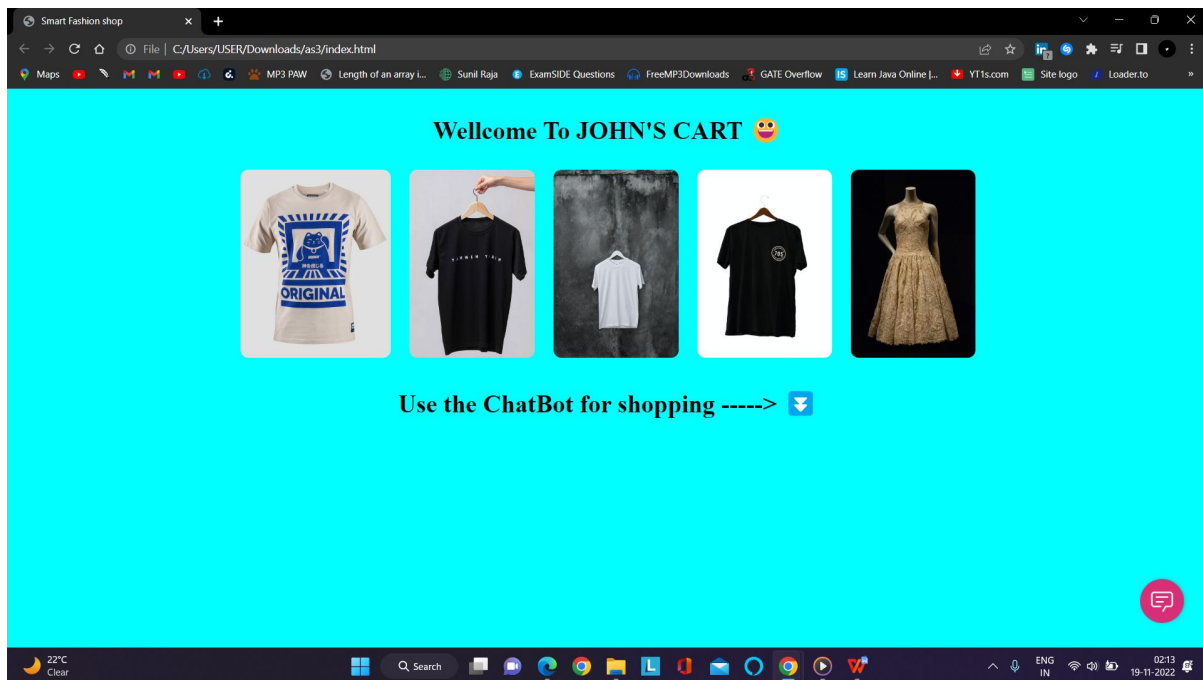 Smart Fashion shop
File | C:/Users/USER/Downloads/as3/index.html
Maps MP3 PAW Length of an array i... Sunil Raja ExamSIDE Questions FreeMP3Downloads GATE Overflow Learn Java Online |... YT1s.com Site logo Loader.to »
Wellcome To JOHN'S CART
ORIGINAL
705
Use the ChatBot for shopping ----->
22°C
Clear
Search
ENG
IN
02:13
19-11-2022